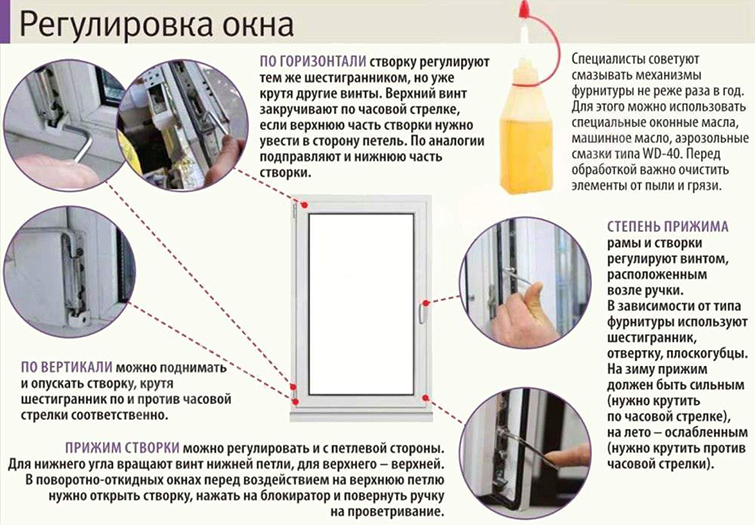 Регулировка окна
ПО ГОРИЗОНТАЛИ створку регулируют
тем же шестигранником, но уже
крутя другие винты. Верхний винт
закручивают по часовой стрелке,
если верхнюю часть створки нужно
увести в сторону петель. По аналогии
подправляют и нижнюю часть
створки.
Специалисты советуют
смазывать механизмы
фурнитуры не реже раза в год.
Для этого можно использовать
специальные оконные масла,
машинное масло, аэрозольные
смазки типа WD-40. Перед
обработкой важно очистить
элементы от пыли и грязи.
СТЕПЕНЬ ПРИЖИМА
рамы и створки
регулируют винтом,
расположенным
возле ручки.
В зависимости от типа
фурнитуры используют
шестигранник,
отвертку, плоскогубцы.
На зиму прижим
должен быть сильным
(нужно крутить
по часовой стрелке),
на лето – ослабленным
(нужно крутить против
часовой стрелки).
ПО ВЕРТИКАЛИ можно поднимать
и опускать створку, крутя
шестигранник по и против часовой
стрелки соответственно.
ПРИЖИМ СТВОРКИ можно регулировать и с петлевой стороны.
Для нижнего угла вращают винт нижней петли, для верхнего – верхней.
В поворотно-откидных окнах перед воздействием на верхнюю петлю
нужно открыть створку, нажать на блокиратор и повернуть ручку
на проветривание.